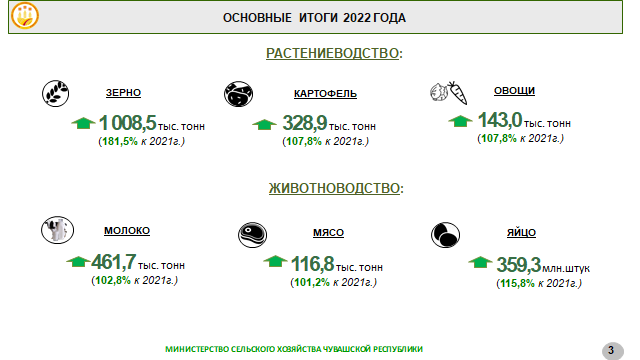 ОСНОВНЫЕ ИТОГИ 2022 ГОДА
РАСТЕНИЕВОДСТВО:
ЗЕРНО
1 008,5 тыс. тонн
(181,5% к 2021г.)
КАРТОФЕЛЬ
328,9 тыс. тонн
(107,8% к 2021г.)
ОВОЩИ
143,0 тыс. тонн
(107,8% к 2021г.)
ЖИВОТНОВОДСТВО:
МОЛОКО
461,7 тыс. тонн
(102,8% к 2021г.)
МЯСО
116,8 тыс. тонн
(101,2% к 2021г.)
ЯЙЦО
359,3 млн.штук
(115,8% к 2021г.)
МИНИСТЕРСТВО СЕЛЬСКОГО ХОЗЯЙСТВА ЧУВАШСКОЙ РЕСПУБЛИКИ
3